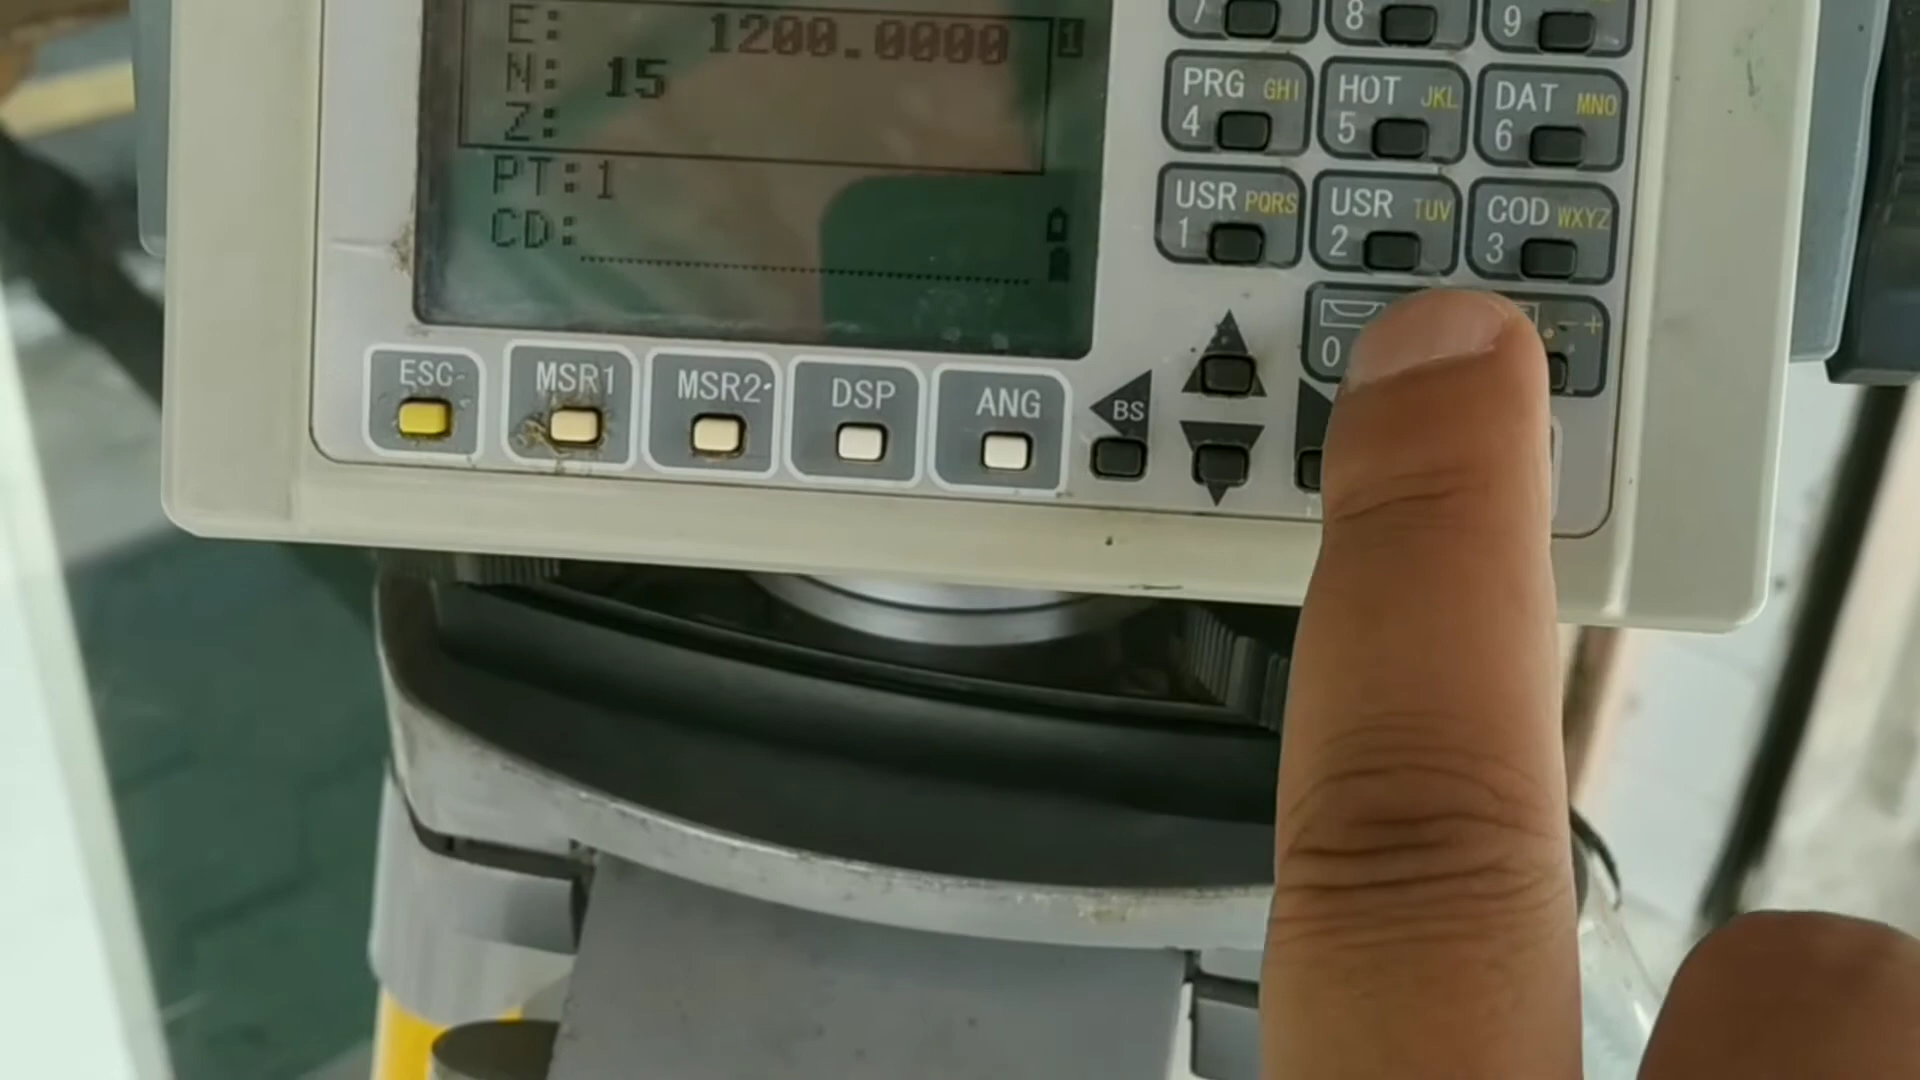 E: 1200.0000 1
N: 15
Z:
PT:1
CD:
7
8
9
PRG GHI
4
HOT JKL
5
DAT MNO
6
USR PQRS
1
USR TUV
2
COD WXYZ
3
0
. - +
ESC
MSR1
MSR2
DSP
ANG
BS